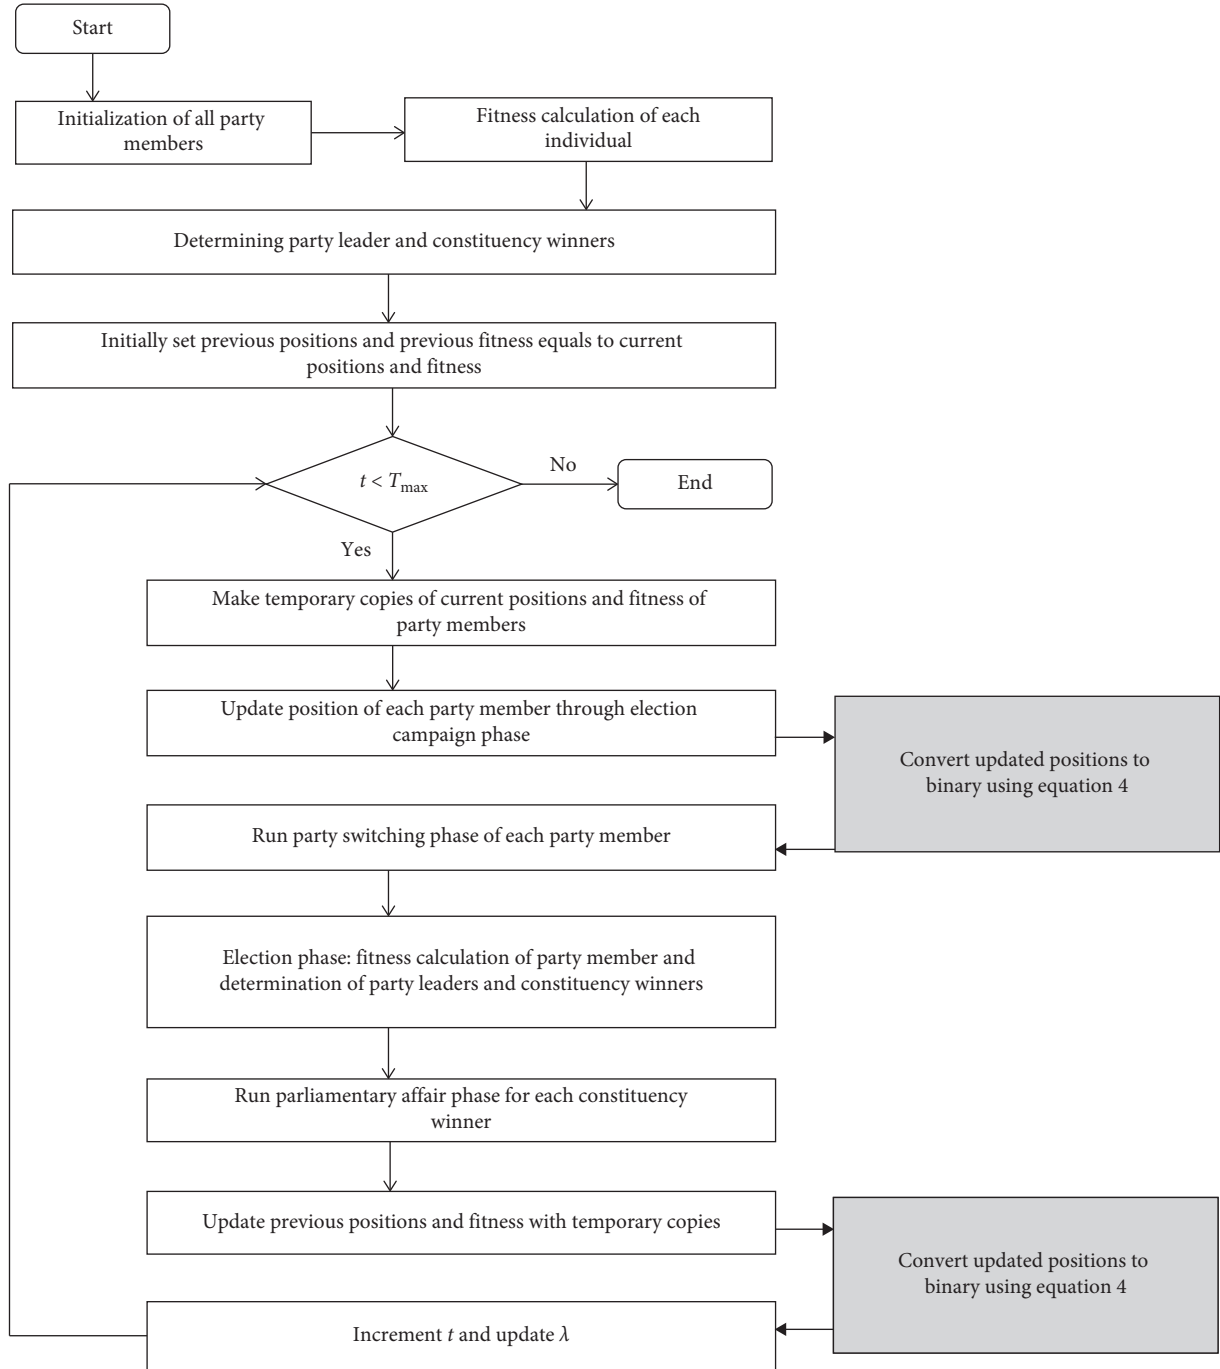 Start
Initialization of all party
members
Fitness calculation of each
individual
Determining party leader and constituency winners
Initially set previous positions and previous fitness equals to current
positions and fitness
t < Tmax
No
End
Yes
Make temporary copies of current positions and fitness of
party members
Update position of each party member through election
campaign phase
Convert updated positions to
binary using equation 4
Run party switching phase of each party member
Election phase: fitness calculation of party member and
determination of party leaders and constituency winners
Run parliamentary affair phase for each constituency
winner
Update previous positions and fitness with temporary copies
Convert updated positions to
binary using equation 4
Increment t and update λ